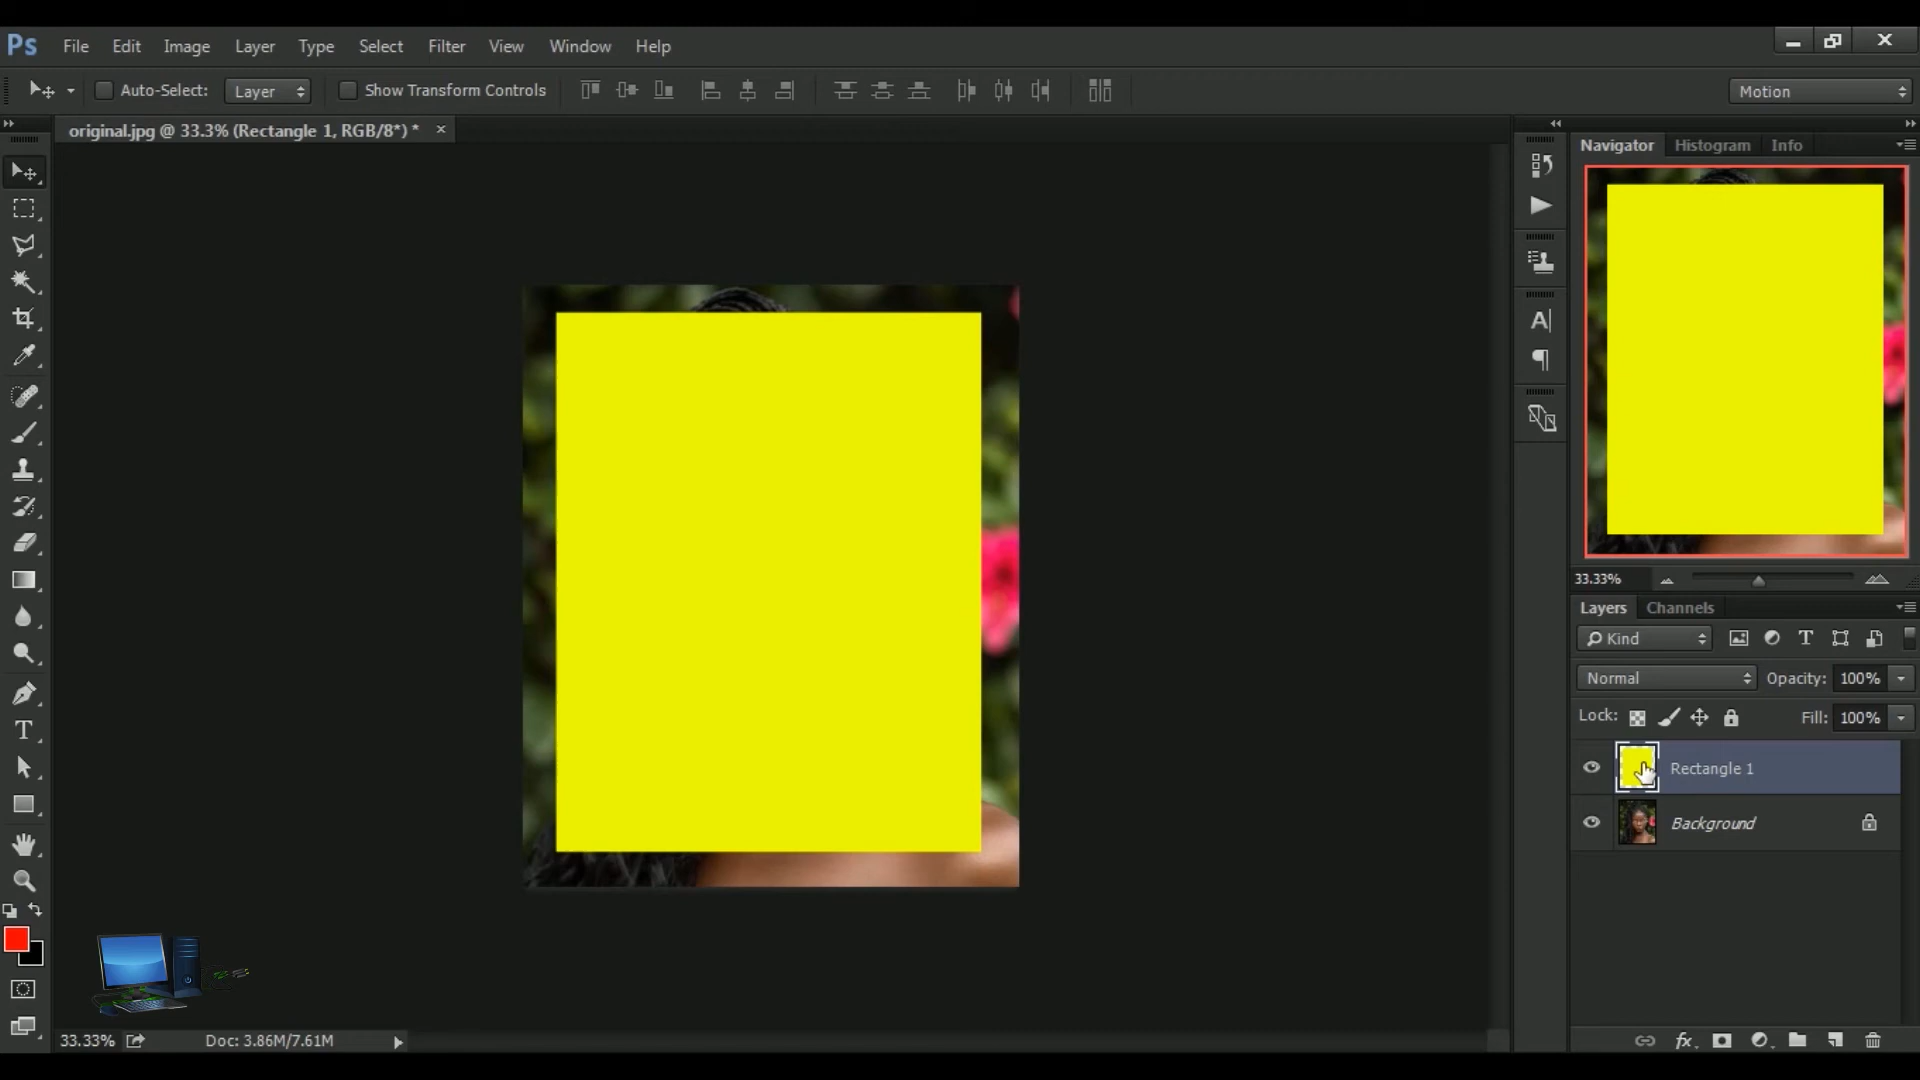 Ps File Edit Image Layer Type Select Filter View Window Help
Auto-Select: Layer Show Transform Controls Motion
original.jpg @ 33.3% (Rectangle 1, RGB/8*) * ×
Navigator Histogram Info
33.33%
Layers Channels
Kind
Normal Opacity: 100%
Lock: Fill: 100%
Rectangle 1
Background
33.33% Doc: 3.86M/7.61M